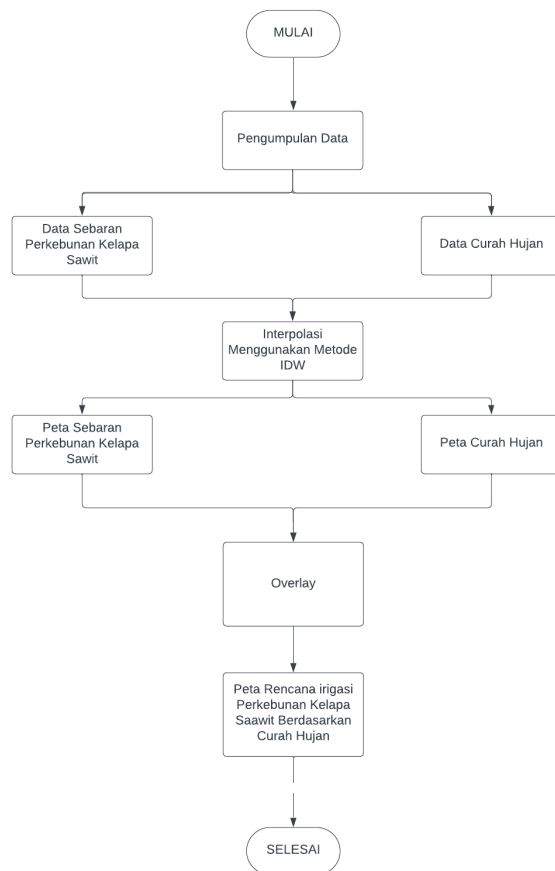 MULAI
Pengumpulan Data
Data Sebaran
Perkebunan Kelapa
Sawit
Data Curah Hujan
Interpolasi
Menggunakan Metode
IDW
Peta Sebaran
Perkebunan Kelapa
Sawit
Peta Curah Hujan
Overlay
Peta Rencana irigasi
Perkebunan Kelapa
Saawit Berdasarkan
Curah Hujan
SELESAI